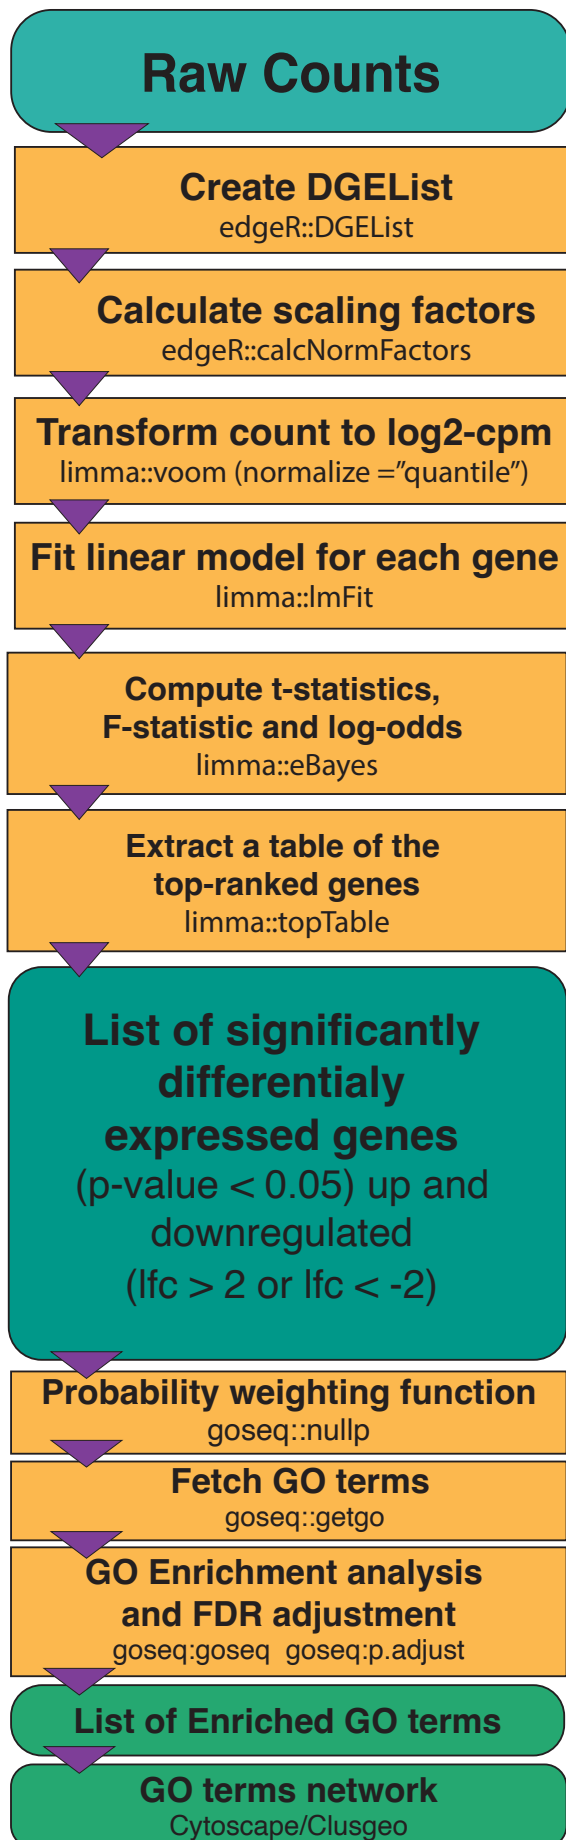 Raw Counts
Create DGEList
edgeR::DGEList
Calculate scaling factors
edgeR::calcNormFactors
Transform count to log2-cpm
limma::voom (normalize =”quantile”)
Fit linear model for each gene
limma::lmFit
Compute t-statistics,
F-statistic and log-odds
limma::eBayes
Extract a table of the
top-ranked genes
limma::topTable
List of significantly
differentialy
expressed genes
(p-value < 0.05) up and
downregulated
(lfc > 2 or lfc < -2)
Probability weighting function
goseq::nullp
Fetch GO terms
goseq::getgo
GO Enrichment analysis
and FDR adjustment
goseq:goseq goseq:p.adjust
List of Enriched GO terms
GO terms network
Cytoscape/Clusgeo